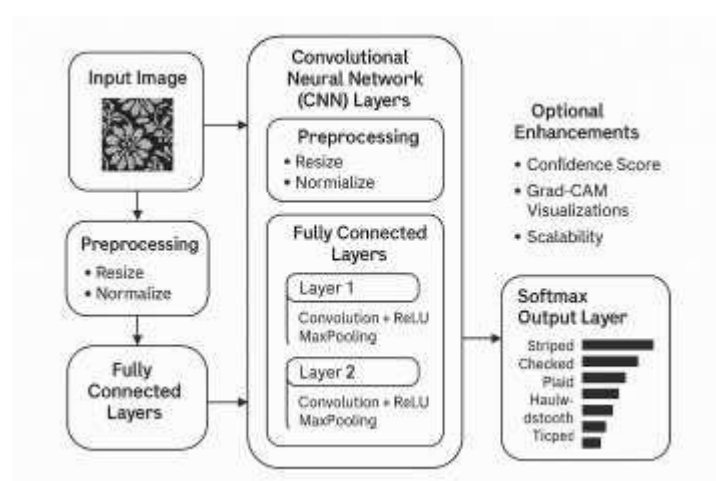 Input Image
Preprocessing
• Resize
• Normalize
Fully
Connected
Layers
Convolutional
Neural Network
(CNN) Layers
Preprocessing
• Resize
• Normialize
Fully Connected
Layers
Layer 1
Convolution + ReLU
MaxPooling
Layer 2
Convolution + ReLU
MaxPooling
Optional
Enhancements
• Confidence Score
• Grad-CAM
Visualizations
• Scalability
Softmax
Output Layer
Striped
Checked
Plaid
Haulw-
dstooth
Ticped